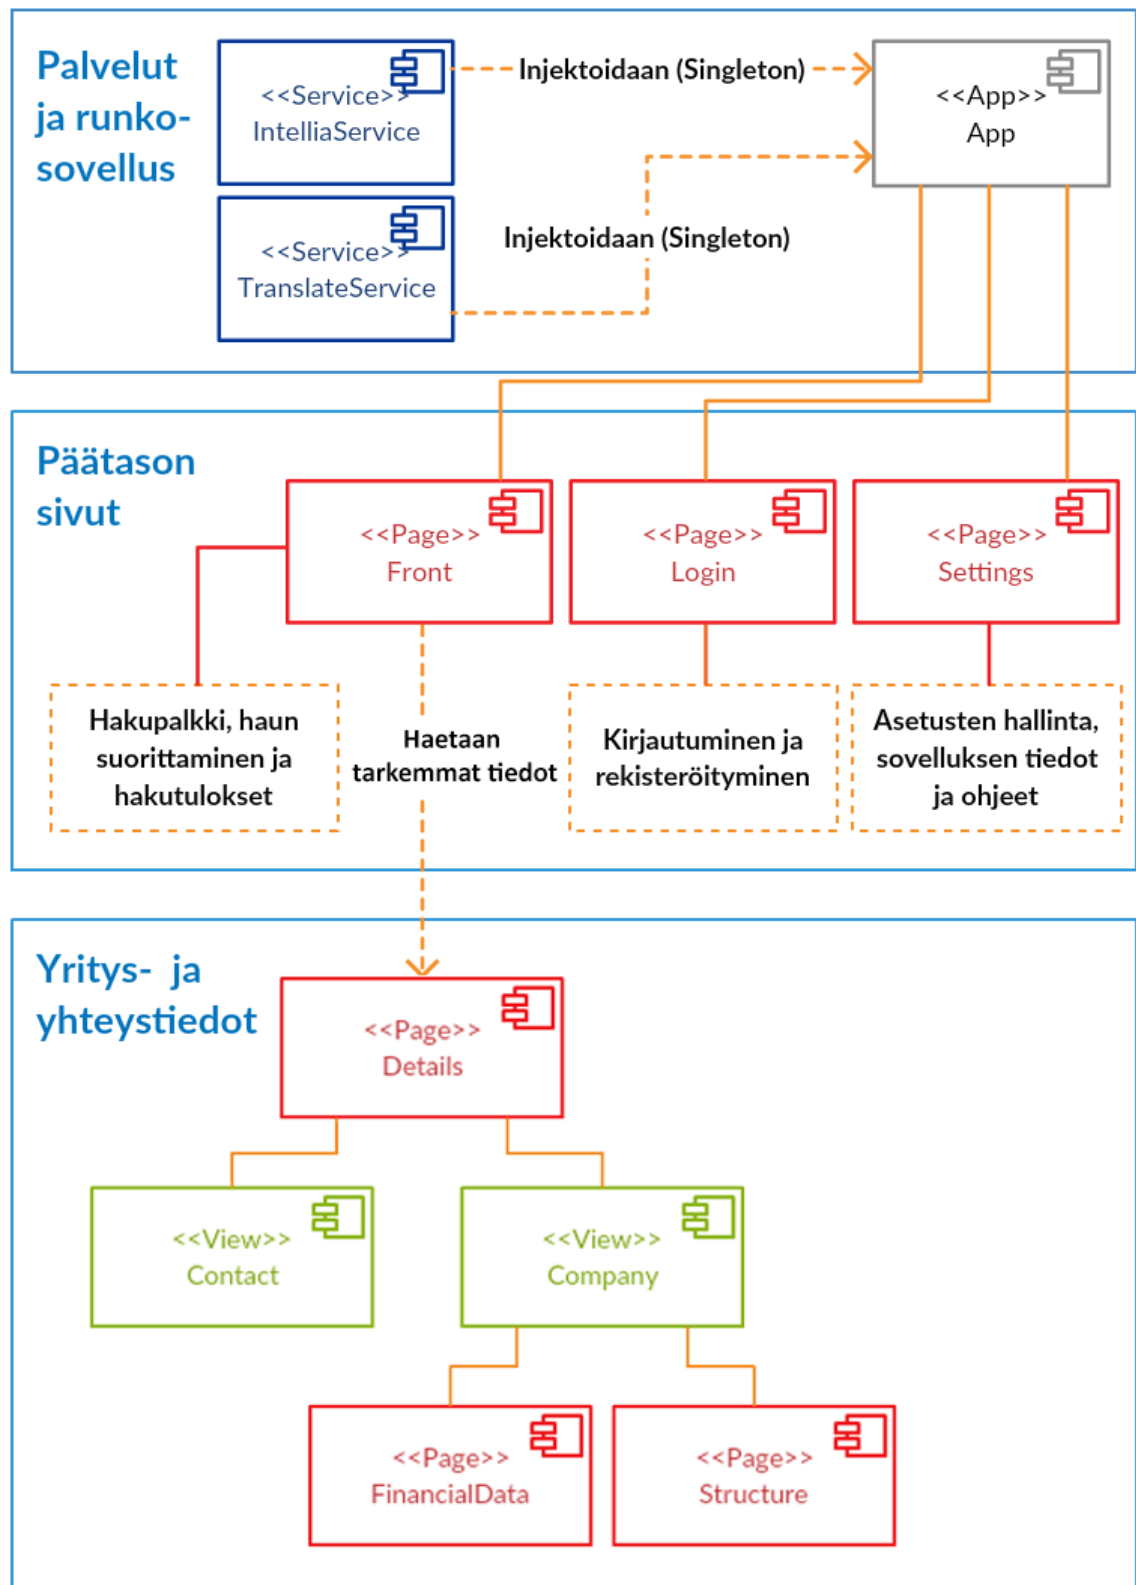 Palvelut
ja runko-
sovellus
<<Service>>
IntelliaService
Injektoidaan (Singleton)
<<App>>
App
<<Service>>
TranslateService
Injektoidaan (Singleton)
Päätason
sivut
<<Page>>
Front
<<Page>>
Login
<<Page>>
Settings
Hakupalkki, haun
suorittaminen ja
hakutulokset
Haetaan
tarkemmat tiedot
Kirjautuminen ja
rekisteröityminen
Asetusten hallinta,
sovelluksen tiedot
ja ohjeet
Yritys- ja
yhteystiedot
<<Page>>
Details
<<View>>
Contact
<<View>>
Company
<<Page>>
FinancialData
<<Page>>
Structure